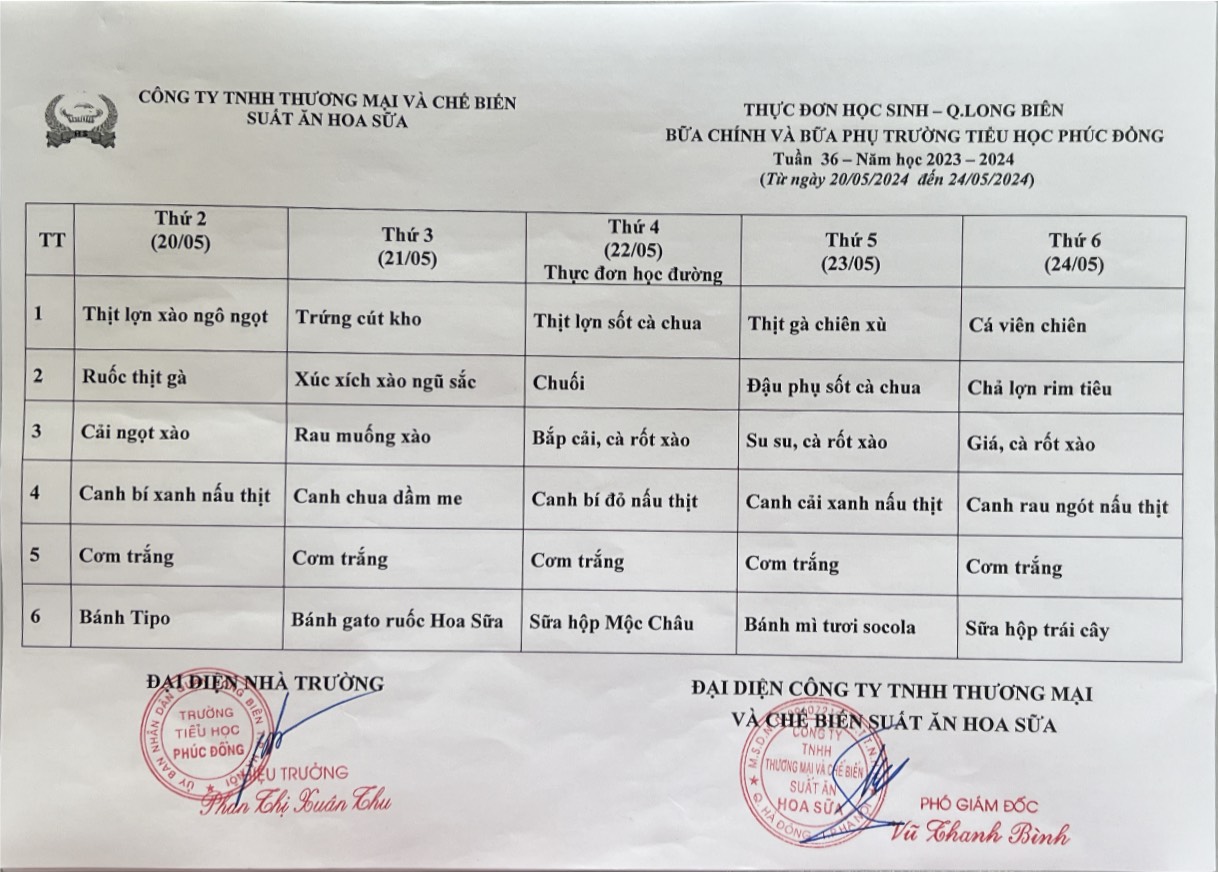 CÔNG TY TNHH THƯƠNG MẠI VÀ CHẾ BIẾN
SUẤT ĂN HOA SỮA
THỰC ĐƠN HỌC SINH – Q.LONG BIÊN
BỮA CHÍNH VÀ BỮA PHỤ TRƯỜNG TIỂU HỌC PHÚC ĐỒNG
Tuần 36 – Năm học 2023 – 2024
(Từ ngày 20/05/2024 đến 24/05/2024)
TT
Thứ 2
(20/05)
Thứ 3
(21/05)
Thứ 4
(22/05)
Thực đơn học đường
Thứ 5
(23/05)
Thứ 6
(24/05)
1 Thịt lợn xào ngô ngọt Trứng cút kho Thịt lợn sốt cà chua Thịt gà chiên xù Cá viên chiên
2 Ruốc thịt gà Xúc xích xào ngũ sắc Chuối Đậu phụ sốt cà chua Chả lợn rim tiêu
3 Cải ngọt xào Rau muống xào Bắp cải, cà rốt xào Su su, cà rốt xào Giá, cà rốt xào
4 Canh bí xanh nấu thịt Canh chua dầm me Canh bí đỏ nấu thịt Canh cải xanh nấu thịt Canh rau ngót nấu thịt
5 Cơm trắng Cơm trắng Cơm trắng Cơm trắng Cơm trắng
6 Bánh Tipo Bánh gato ruốc Hoa Sữa Sữa hộp Mộc Châu Bánh mì tươi socola Sữa hộp trái cây
ĐẠI DIỆN NHÀ TRƯỜNG
TRƯỜNG
TIỂU HỌC
PHÚC ĐỒNG
HIỆU TRƯỞNG
Phan Thị Xuân Thu
ĐẠI DIỆN CÔNG TY TNHH THƯƠNG MẠI
VÀ CHẾ BIẾN SUẤT ĂN HOA SỮA
CÔNG TY
TNHH
THƯƠNG MẠI VÀ CHẾ BIẾN
SUẤT ĂN
HOA SỮA
Q. HÀ ĐÔNG - T.P HÀ NỘI
PHÓ GIÁM ĐỐC
Vũ Thanh Bình